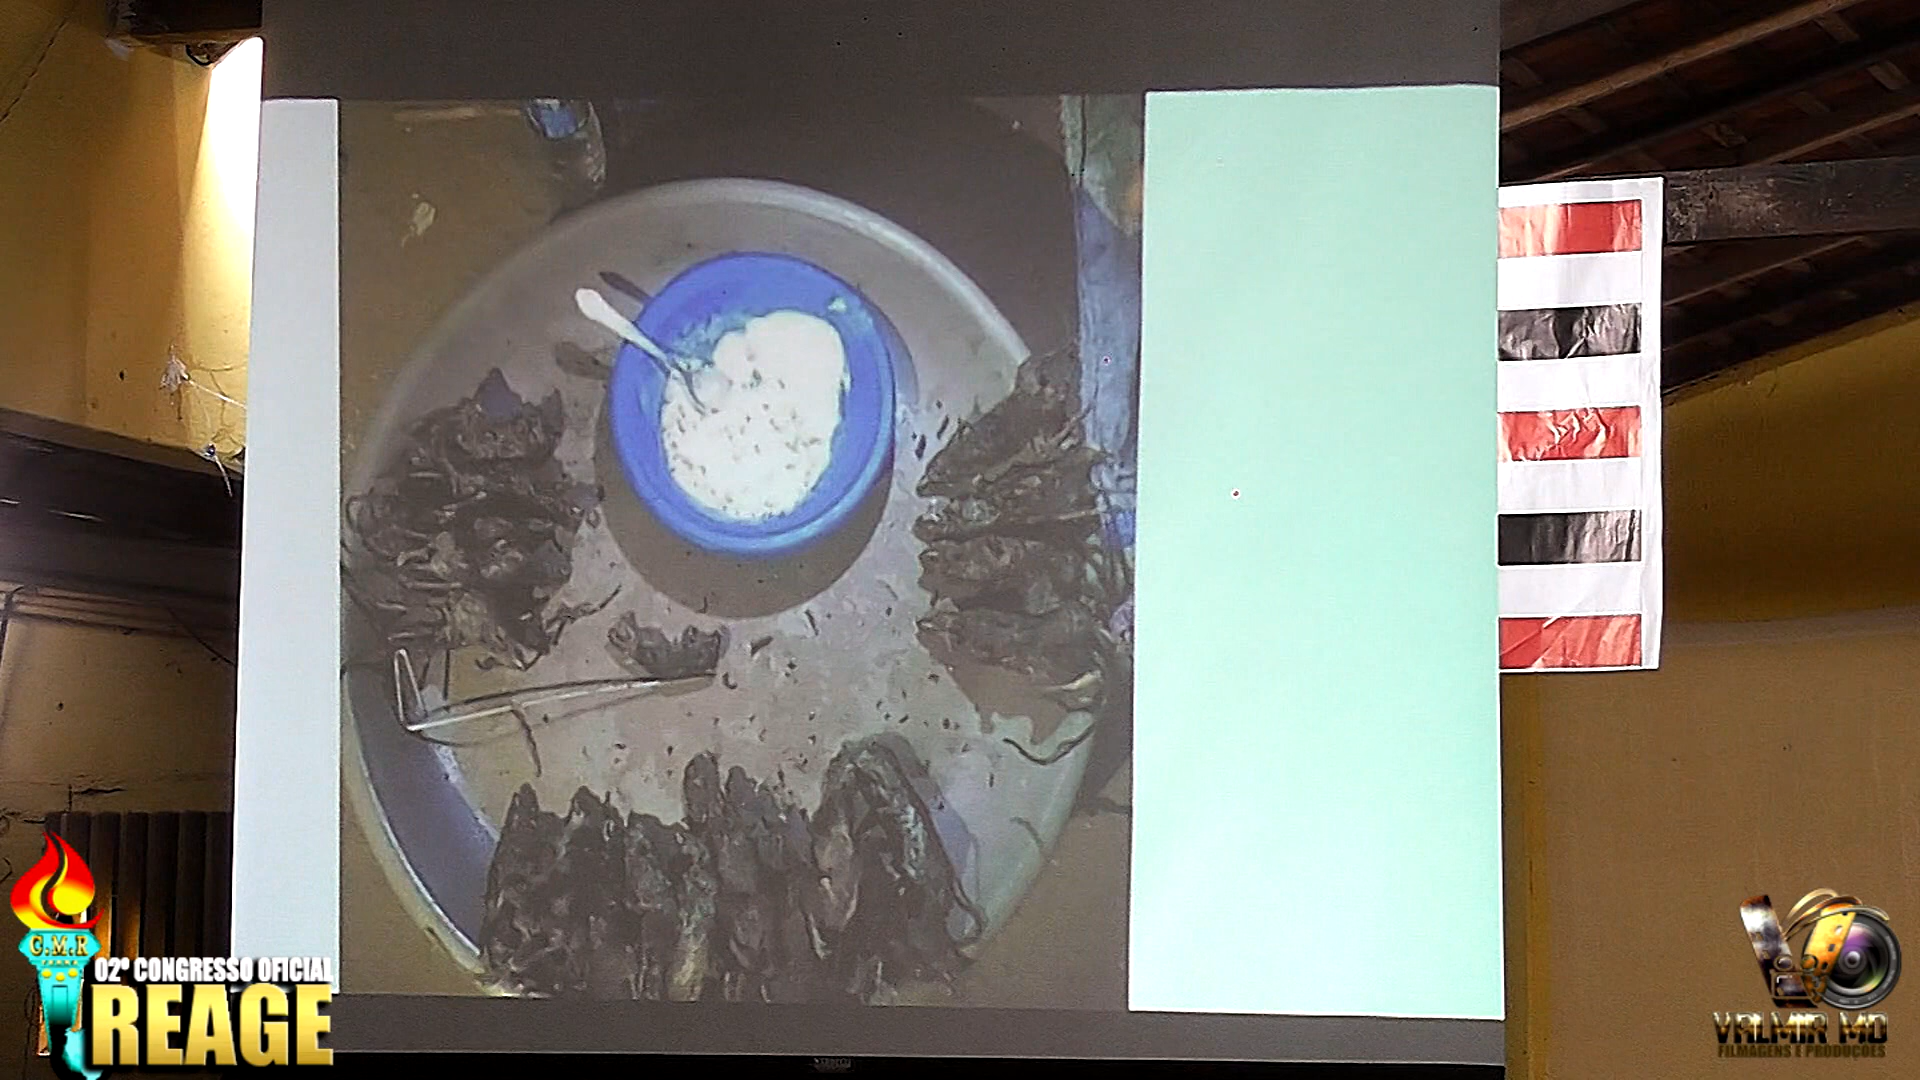 C.M.R
02º CONGRESSO OFICIAL
REAGE
VALMIR MD
FILMAGENS E PRODUÇÕES